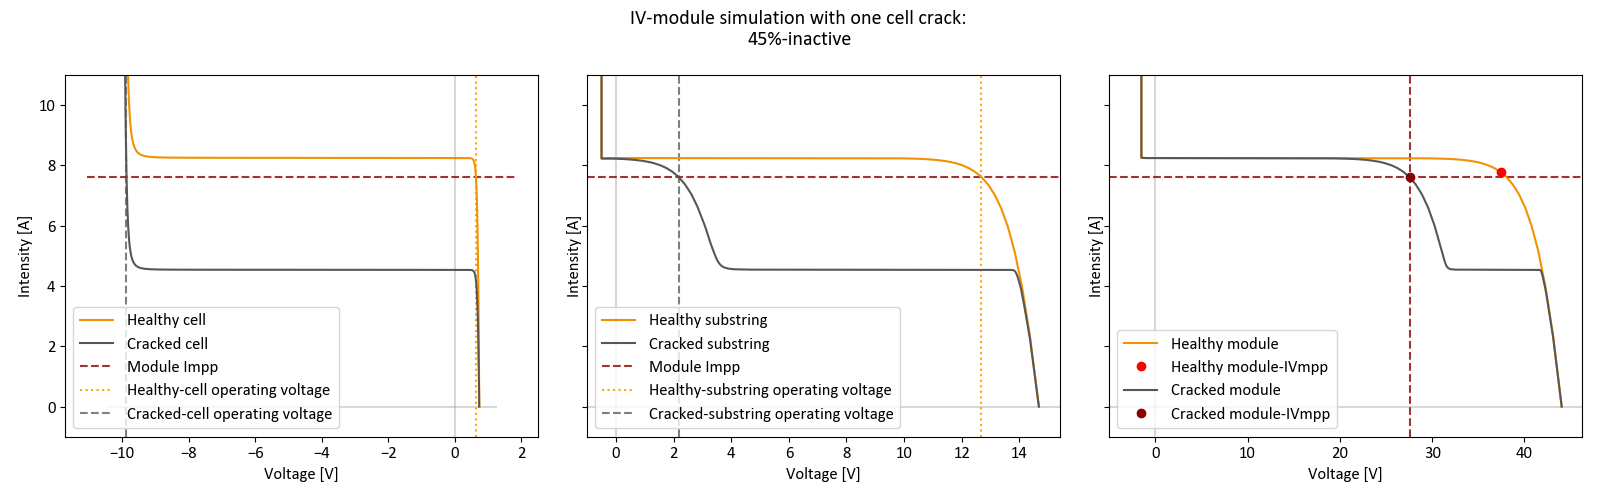 IV-module simulation with one cell crack:
45%-inactive
Intensity [A]
10
8
6
4
2
0
Healthy cell
Cracked cell
Module Impp
Healthy-cell operating voltage
Cracked-cell operating voltage
−10
−8
−6
−4
−2
0
2
Voltage [V]
Intensity [A]
Healthy substring
Cracked substring
Module Impp
Healthy-substring operating voltage
Cracked-substring operating voltage
0
2
4
6
8
10
12
14
Voltage [V]
Intensity [A]
Healthy module
Healthy module-IVmpp
Cracked module
Cracked module-IVmpp
0
10
20
30
40
Voltage [V]